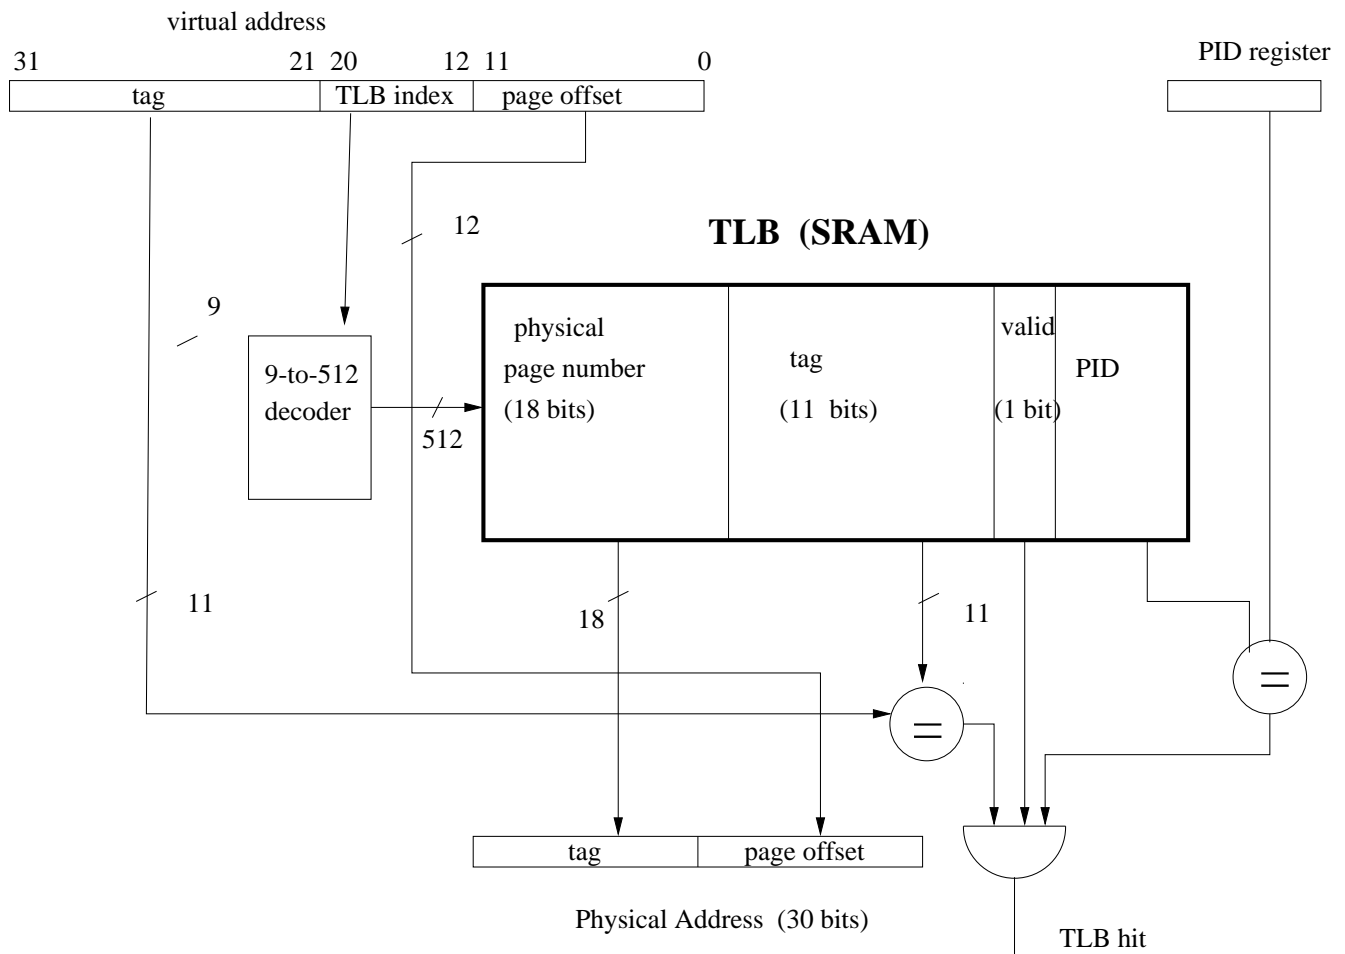 virtual address
PID register
31 21 20 12 11 0
tag TLB index page offset
12
TLB (SRAM)
9
physical
page number
(18 bits)
tag
(11 bits)
valid
(1 bit)
PID
9-to-512
decoder
512
11
18
11
=
=
tag page offset
Physical Address (30 bits)
TLB hit